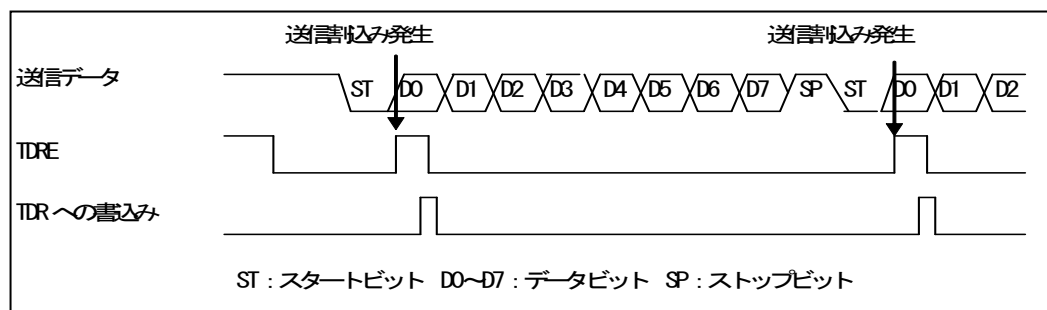 送信割込み発生 送信割込み発生
送信データ ST D0 D1 D2 D3 D4 D5 D6 D7 SP ST D0 D1 D2
TDRE
TDR への書込み
ST：スタートビット D0～D7：データビット SP：ストップビット